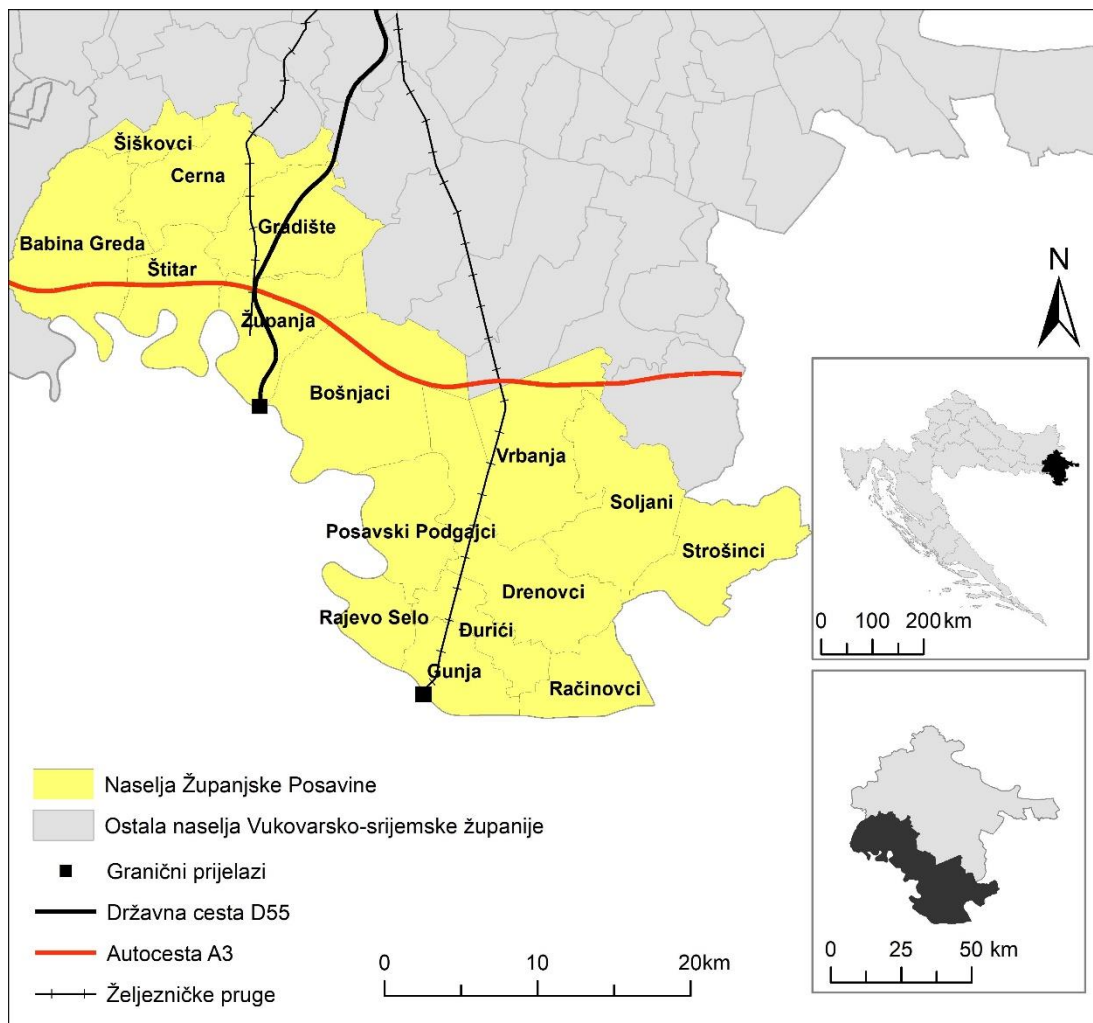 Šiškovci
Cerna
Gradište
Babina Greda
Štitar
Županja
Bošnjaci
Vrbanja
Soljani
Posavski Podgajci
Strošinci
Drenovci
Rajevo Selo
Đurići
Gunja
Račinovci
N
0 100 200 km
0 25 50 km
Naselja Županjske Posavine
Ostala naselja Vukovarsko-srijemske županije
Granični prijelazi
Državna cesta D55
Autocesta A3
Željezničke pruge
0 10 20km